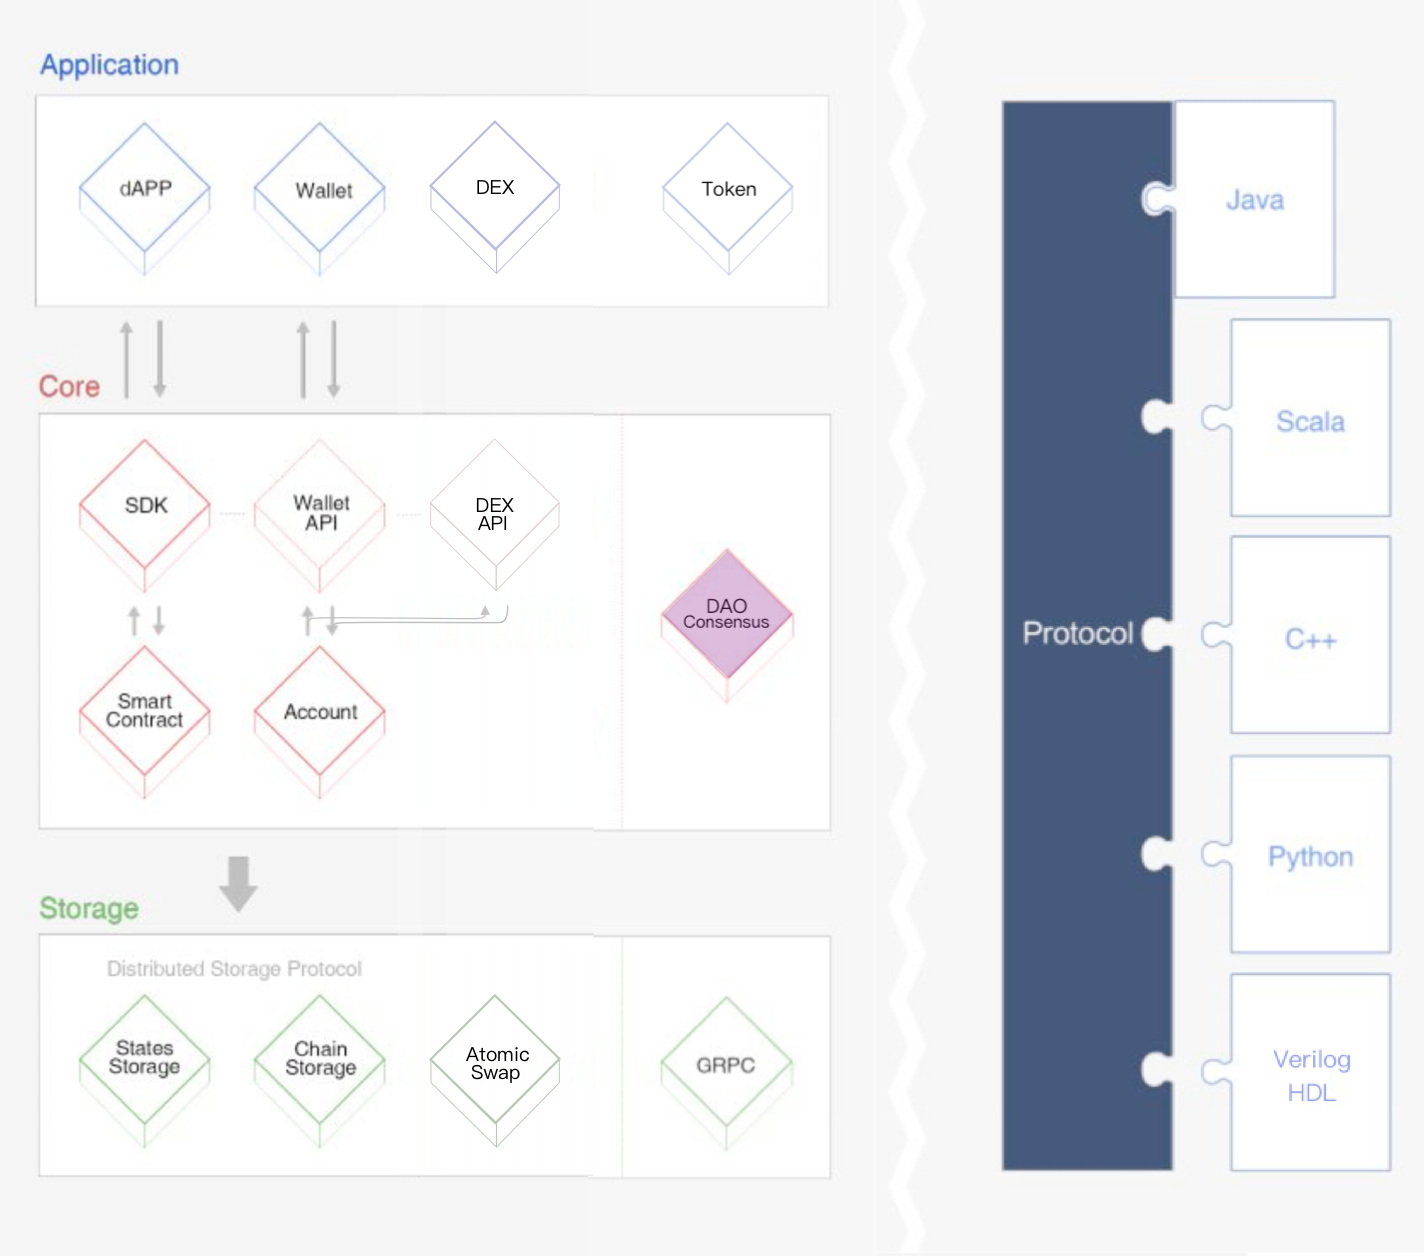 Application
dAPP
Wallet
DEX
Token
Core
SDK
Wallet
API
DEX
API
DAO
Consensus
Smart
Contract
Account
Storage
Distributed Storage Protocol
States
Storage
Chain
Storage
Atomic
Swap
GRPC
Protocol
Java
Scala
C++
Python
Verilog
HDL